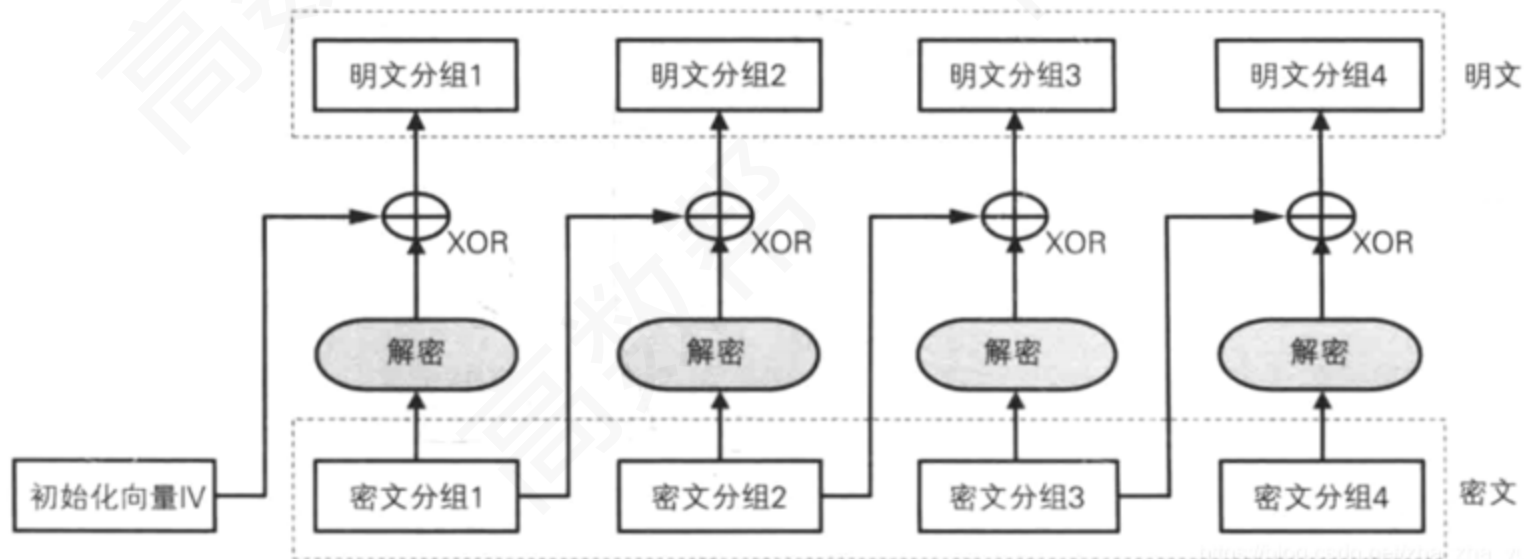 明文分组1 明文分组2 明文分组3 明文分组4 明文
XOR XOR XOR XOR
解密 解密 解密 解密
初始化向量IV 密文分组1 密文分组2 密文分组3 密文分组4 密文
高数帮